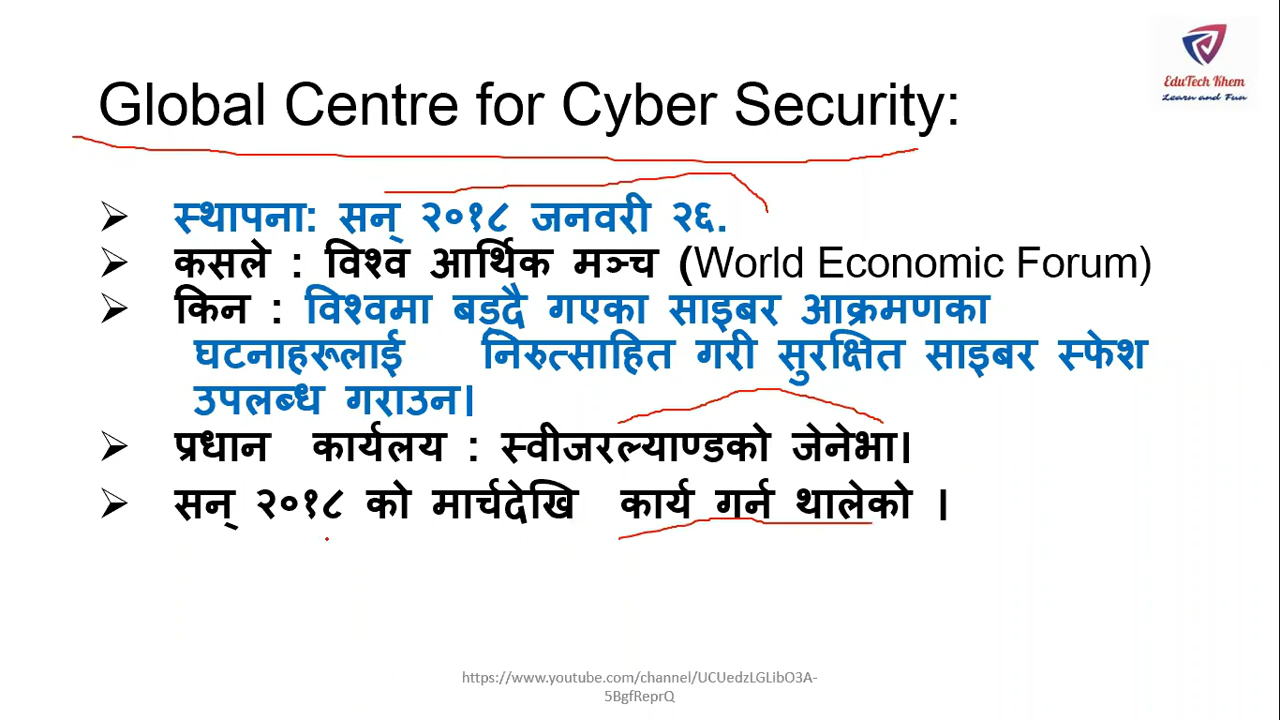 EduTech Khem
Learn and Fun
Global Centre for Cyber Security:
➢ स्थापना: सन् २०१८ जनवरी २६.
➢ कसले : विश्व आर्थिक मञ्च (World Economic Forum)
➢ किन : विश्वमा बड्दै गएका साइबर आक्रमणका
घटनाहरूलाई निरुत्साहित गरी सुरक्षित साइबर स्फेश
उपलब्ध गराउन।
➢ प्रधान कार्यलय : स्वीजरल्याण्डको जेनेभा।
➢ सन् २०१८ को मार्चदेखि कार्य गर्न थालेको ।
https://www.youtube.com/channel/UCUedzLGLibO3A-
5BgfReprQ